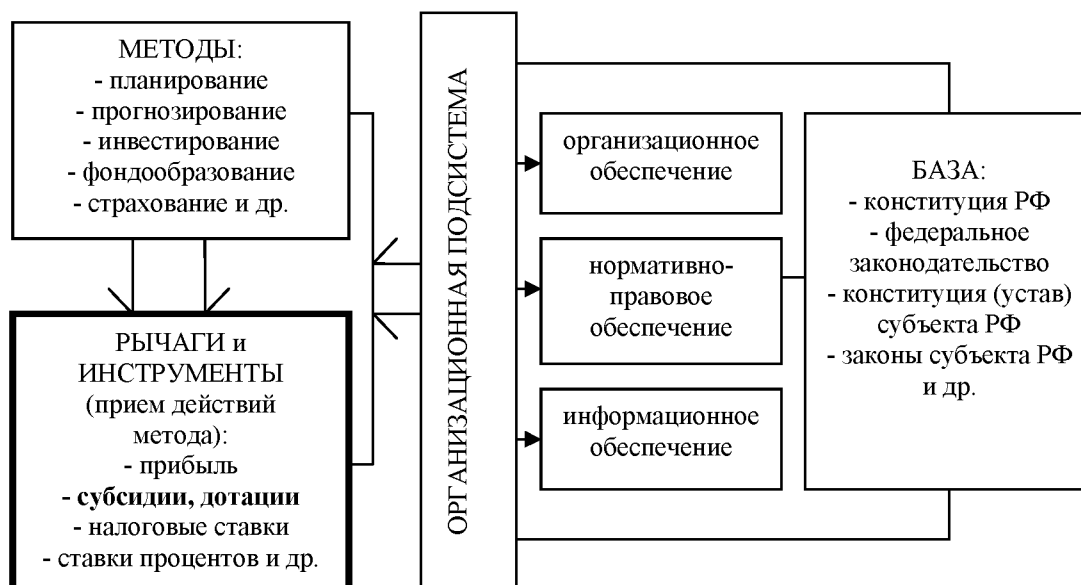 МЕТОДЫ:
- планирование
- прогнозирование
- инвестирование
- фондообразование
- страхование и др.
РЫЧАГИ и
ИНСТРУМЕНТЫ
(прием действий
метода):
- прибыль
- субсидии, дотации
- налоговые ставки
- ставки процентов и др.
ОРГАНИЗАЦИОННАЯ ПОДСИСТЕМА
организационное
обеспечение
нормативно-
правовое
обеспечение
информационное
обеспечение
БАЗА:
- конституция РФ
- федеральное
законодательство
- конституция (устав)
субъекта РФ
- законы субъекта РФ
и др.